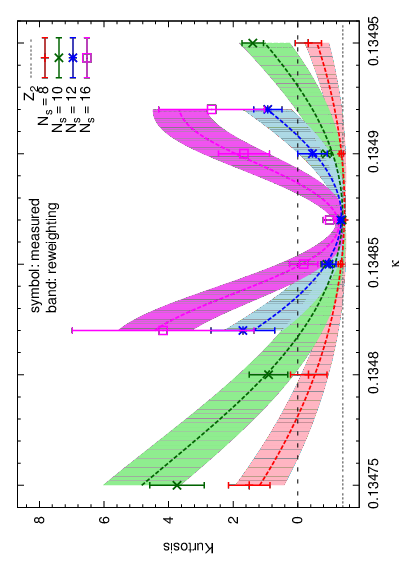 symbol: measured
band: reweighting
Z₂
Nₛ = 8
Nₛ = 10
Nₛ = 12
Nₛ = 16
Kurtosis
8
6
4
2
0
0.13475
0.1348
0.13485
0.1349
0.13495
κ